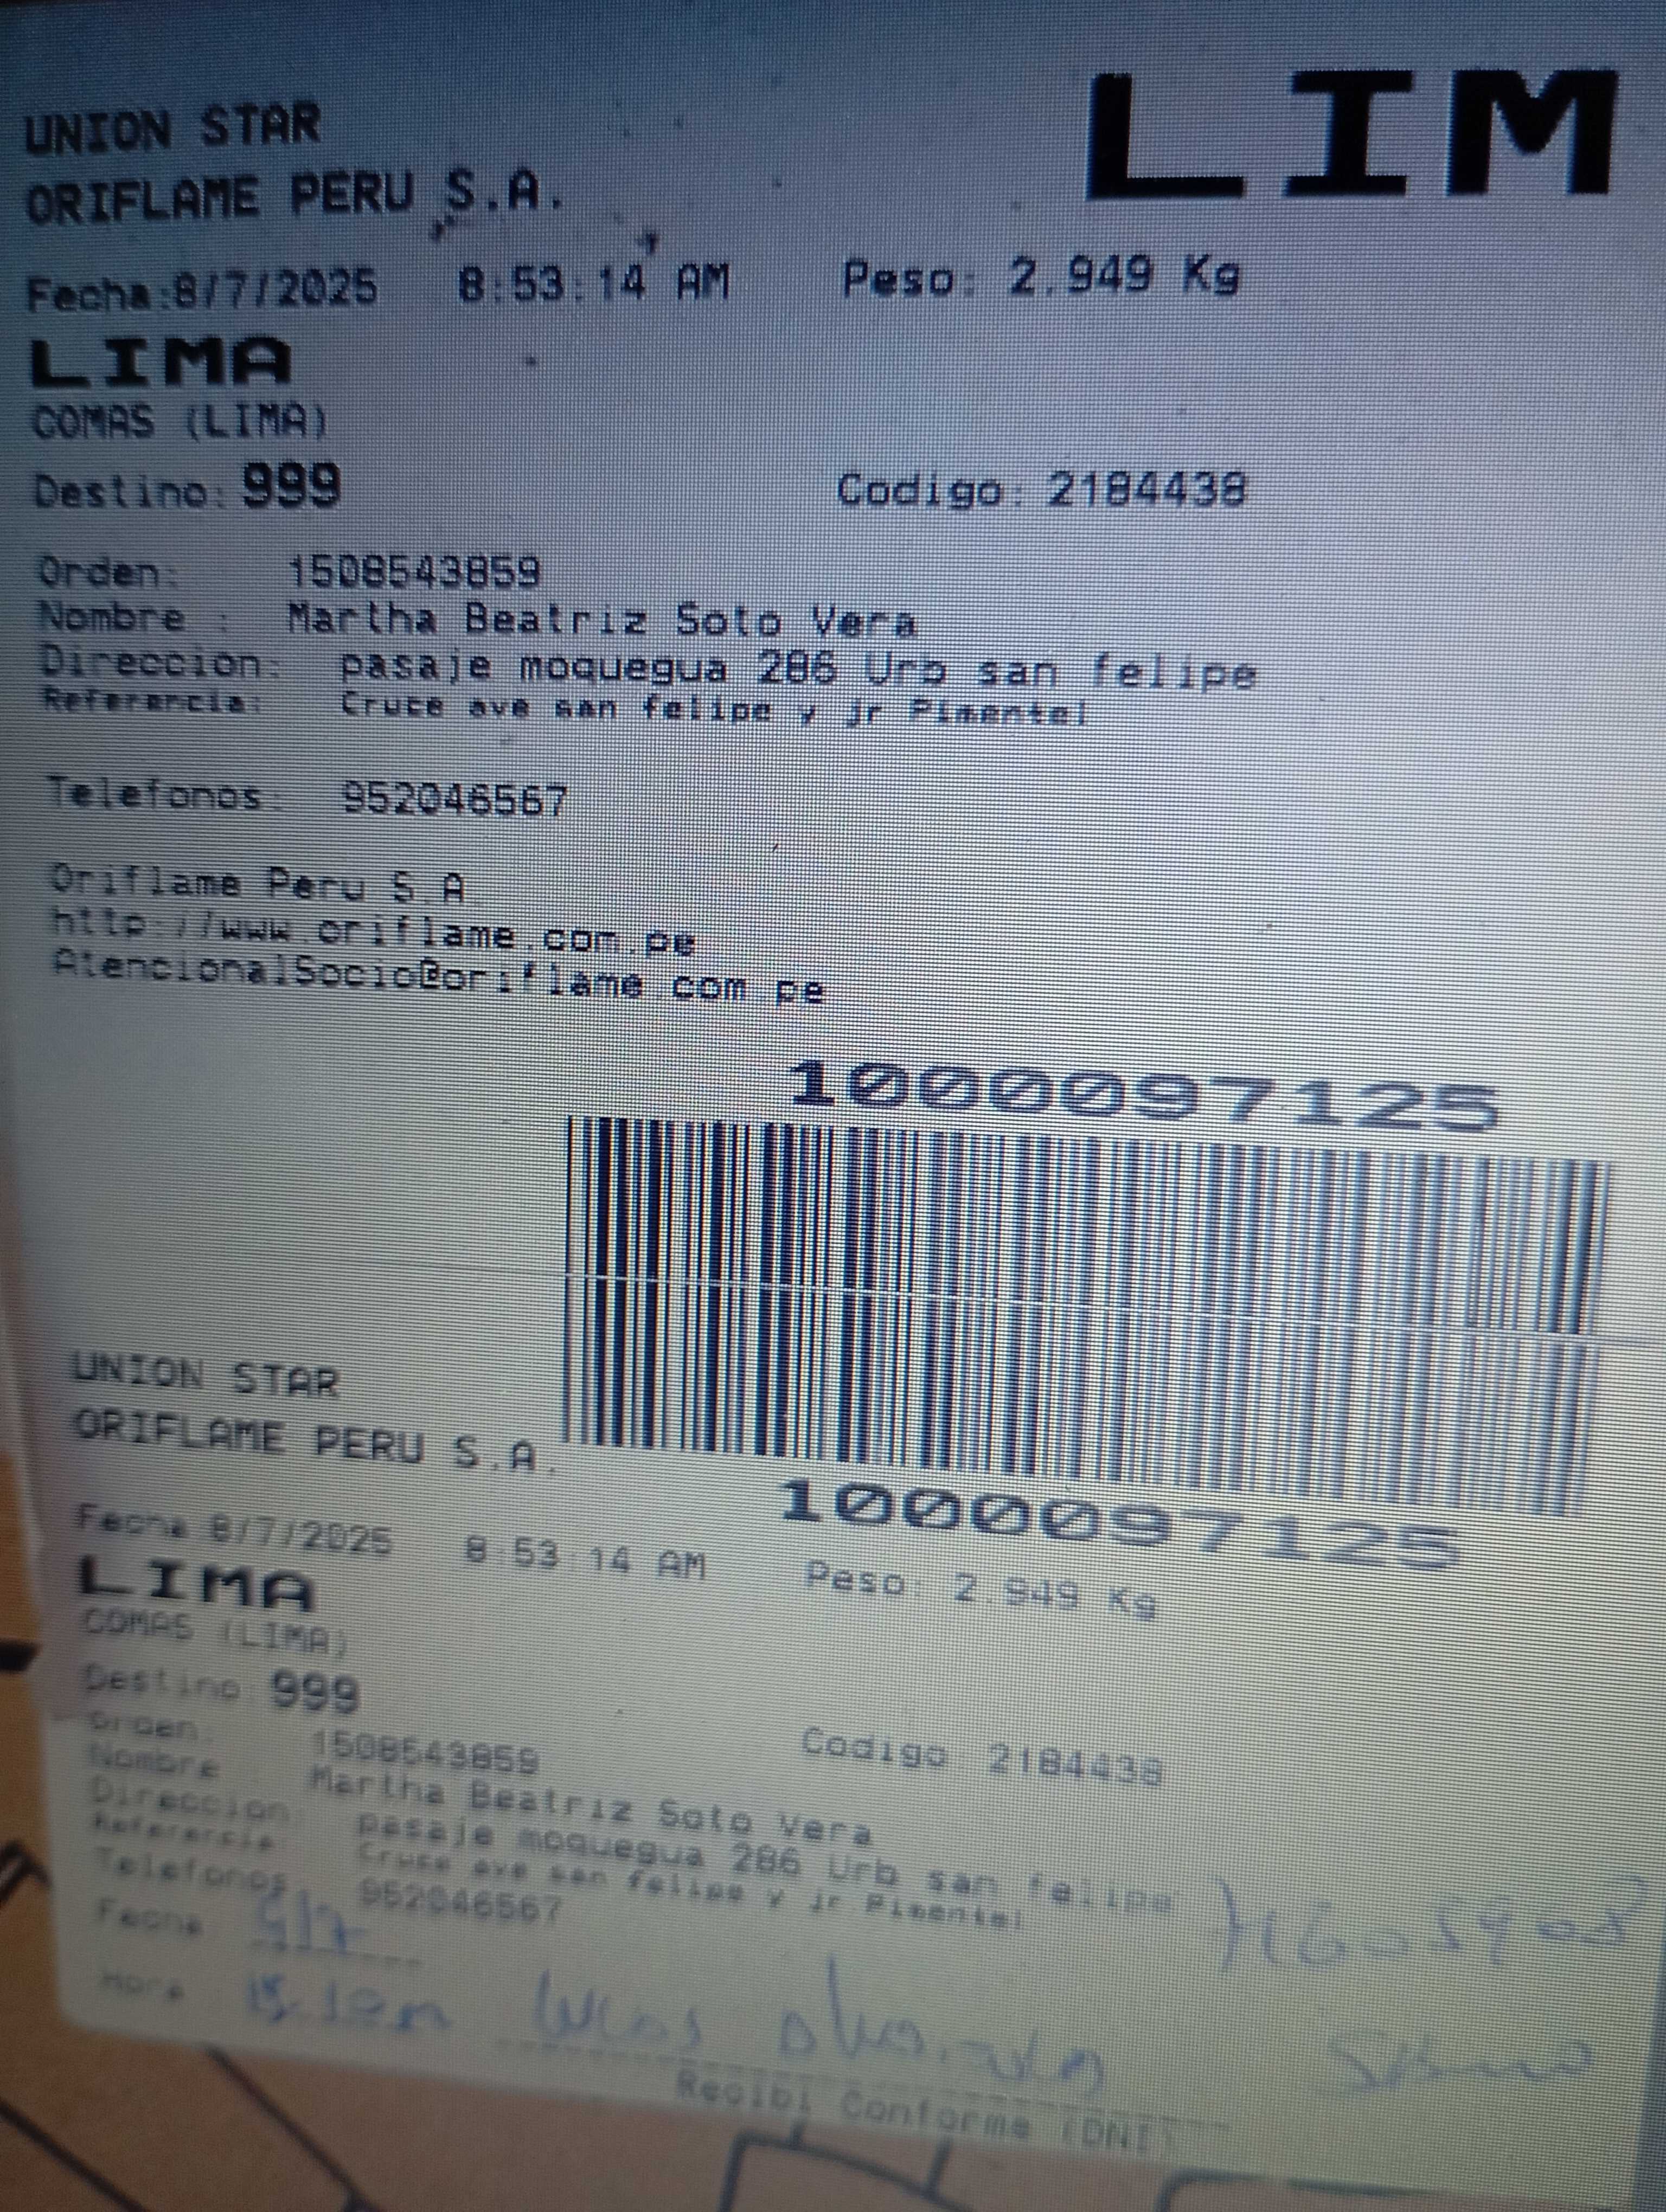 LIM
UNION STAR
ORIFLAME PERU S.A.
Fecha:8/7/2025 8:53:14 AM Peso: 2.949 Kg
LIMA
COMAS (LIMA)
Destino: 999 Codigo: 2184438
Orden: 1508543859
Nombre : Martha Beatriz Soto Vera
Direccion: pasaje moquegua 286 Urb san felipe
Referencia: Cruce ave san felipe y jr Pimentel
Telefonos: 952046567
Oriflame Peru S.A.
http://www.oriflame.com.pe
AtencionalSocio@oriflame.com.pe
1000097125
1000097125
UNION STAR
ORIFLAME PERU S.A.
Fecha 8/7/2025 8:53:14 AM Peso: 2.949 Kg
LIMA
COMAS (LIMA)
Destino 999 Codigo 2184438
Orden: 1508543859
Nombre Martha Beatriz Soto Vera
Direccion: pasaje moquegua 286 Urb san felipe
Referencia: Cruce ave san felipe y jr Pimentel
Telefonos 952046567
Fecha
Hora
Recibi Conforme (DNI)